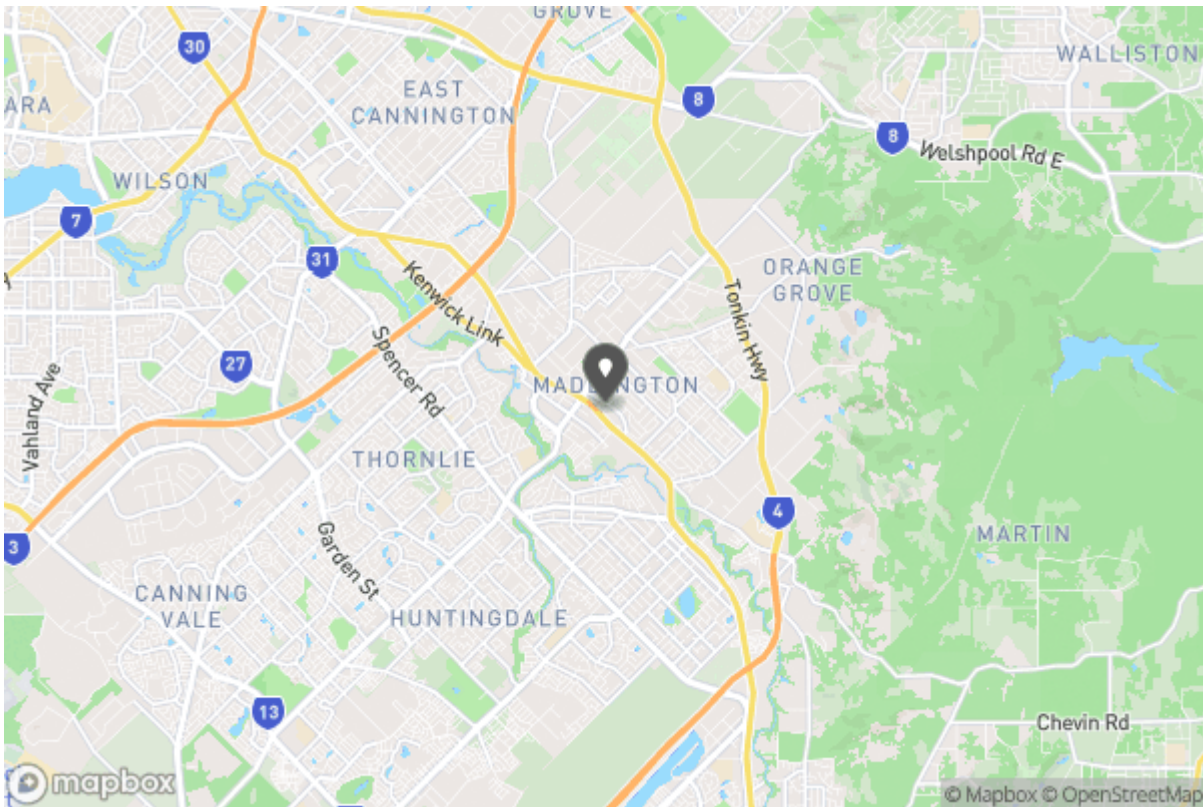 GROVE
30
WALLISTON
EAST
CANNINGTON
8
ARA
8
Welshpool Rd E
WILSON
7
31
ORANGE
GROVE
Kenwick Link
Tonkin Hwy
27
Spencer Rd
MADDINGTON
Vahland Ave
THORNLIE
4
Garden St
MARTIN
3
CANNING
VALE
HUNTINGDALE
13
Chevin Rd
mapbox
© Mapbox © OpenStreetMap